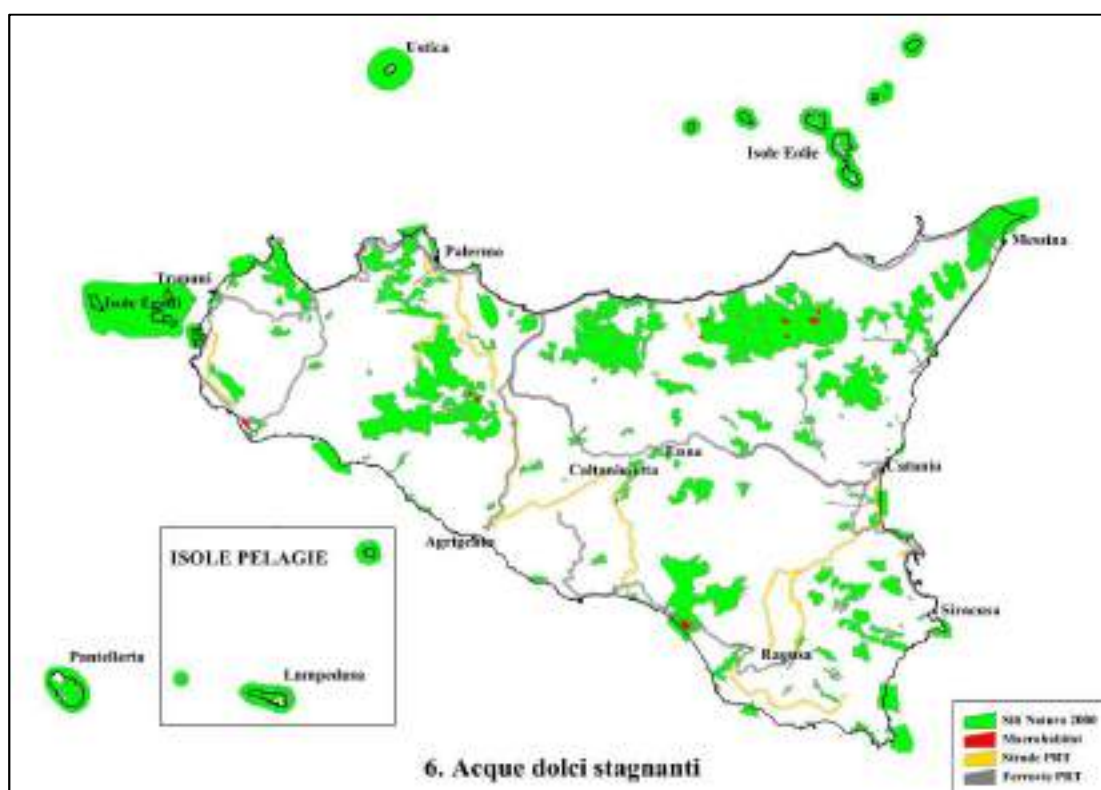 Ustica
Isole Eolie
Messina
Palermo
Trapani
Isole Egadi
Catania
Enna
Caltanissetta
Agrigento
ISOLE PELAGIE
Siracusa
Ragusa
Pantelleria
Lampedusa
Siti Natura 2000
Macrohabitat
Strade PRT
Ferrovie PRT
6. Acque dolci stagnanti